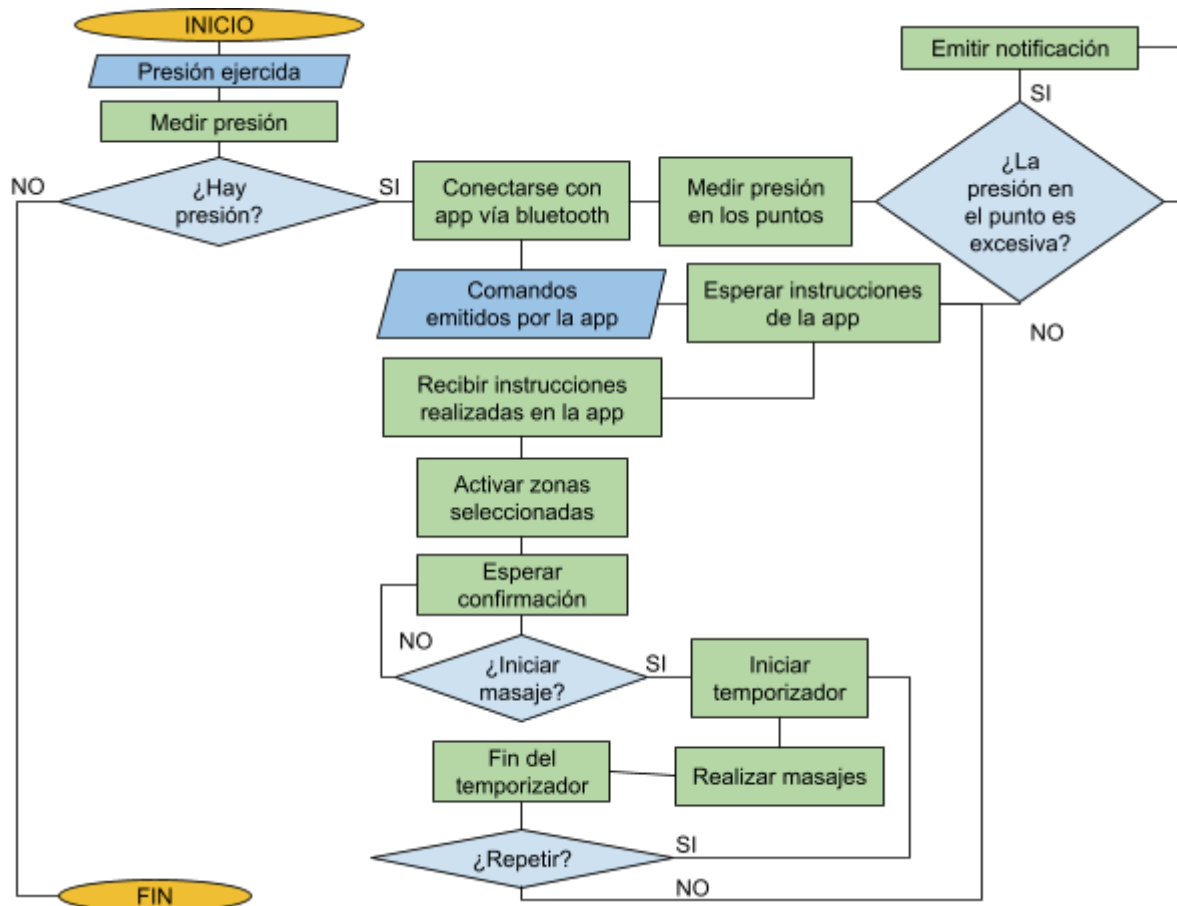 INICIO
Presión ejercida
Medir presión
¿Hay
presión?
NO
SI
Conectarse con
app vía bluetooth
Medir presión
en los puntos
¿La
presión en
el punto es
excesiva?
SI
Emitir notificación
NO
Comandos
emitidos por la app
Esperar instrucciones
de la app
Recibir instrucciones
realizadas en la app
Activar zonas
seleccionadas
Esperar
confirmación
NO
¿Iniciar
masaje?
SI
Iniciar
temporizador
Realizar masajes
Fin del
temporizador
¿Repetir?
SI
NO
FIN